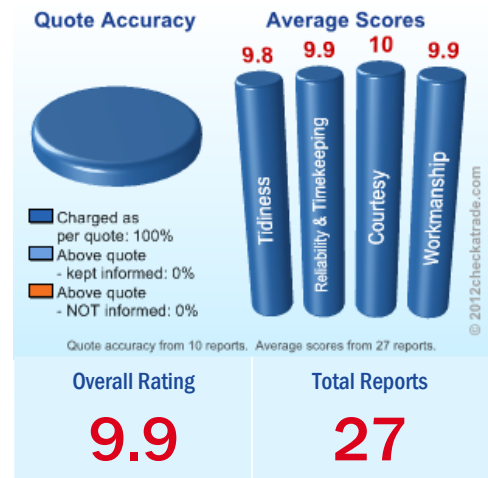 Quote Accuracy
Average Scores
9.8
9.9
10
9.9
Tidiness
Reliability & Timekeeping
Courtesy
Workmanship
Charged as
per quote: 100%
Above quote
- kept informed: 0%
Above quote
- NOT informed: 0%
© 2012checkatrade.com
Quote accuracy from 10 reports. Average scores from 27 reports.
Overall Rating
9.9
Total Reports
27